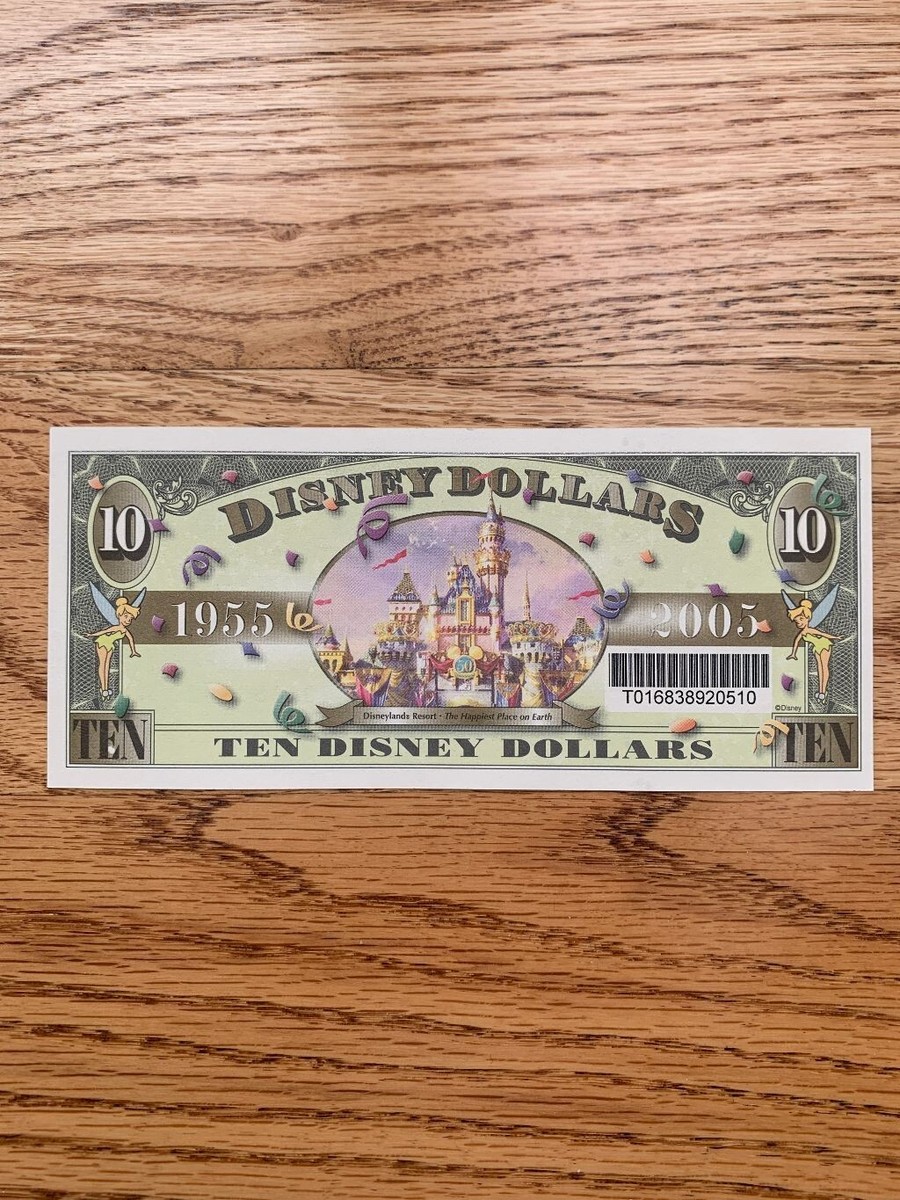 DISNEY DOLLARS
10
10
1955
2005
50
T016838920510
©Disney
Disneylands Resort · The Happiest Place on Earth
TEN
TEN DISNEY DOLLARS
TEN